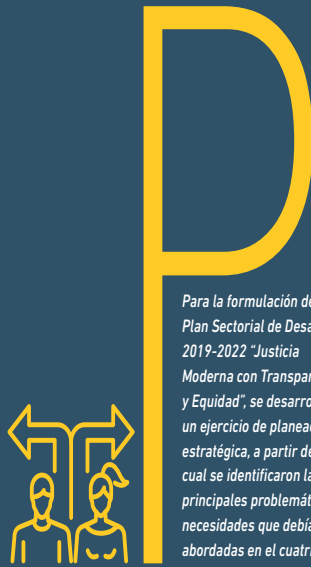 P
Para la formulación de
Plan Sectorial de Desa
2019-2022 “Justicia
Moderna con Transpar
y Equidad”, se desarro
un ejercicio de planeac
estratégica, a partir de
cual se identificaron la
principales problemát
necesidades que debía
abordadas en el cuatri